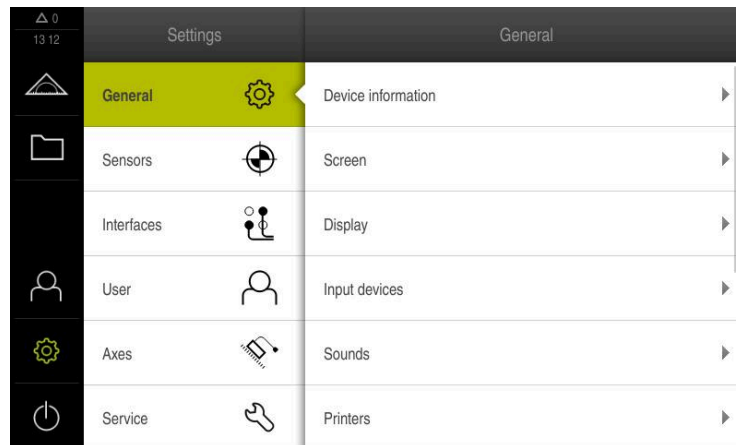 0
13 12
Settings
General
General
Device information
Sensors
Screen
Interfaces
Display
User
Input devices
Axes
Sounds
Service
Printers